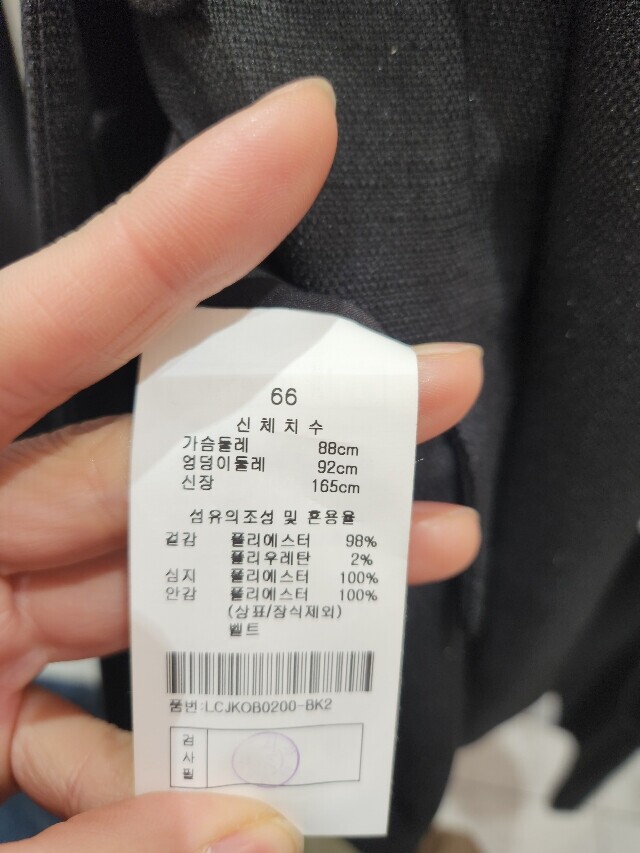 66
신체치수
가슴둘레 88cm
엉덩이둘레 92cm
신장 165cm
섬유의조성 및 혼용율
겉감 폴리에스터 98%
폴리우레탄 2%
심지 폴리에스터 100%
안감 폴리에스터 100%
(상표/장식제외)
벨트
품번:LCJKOB0200-BK2
검
사
필